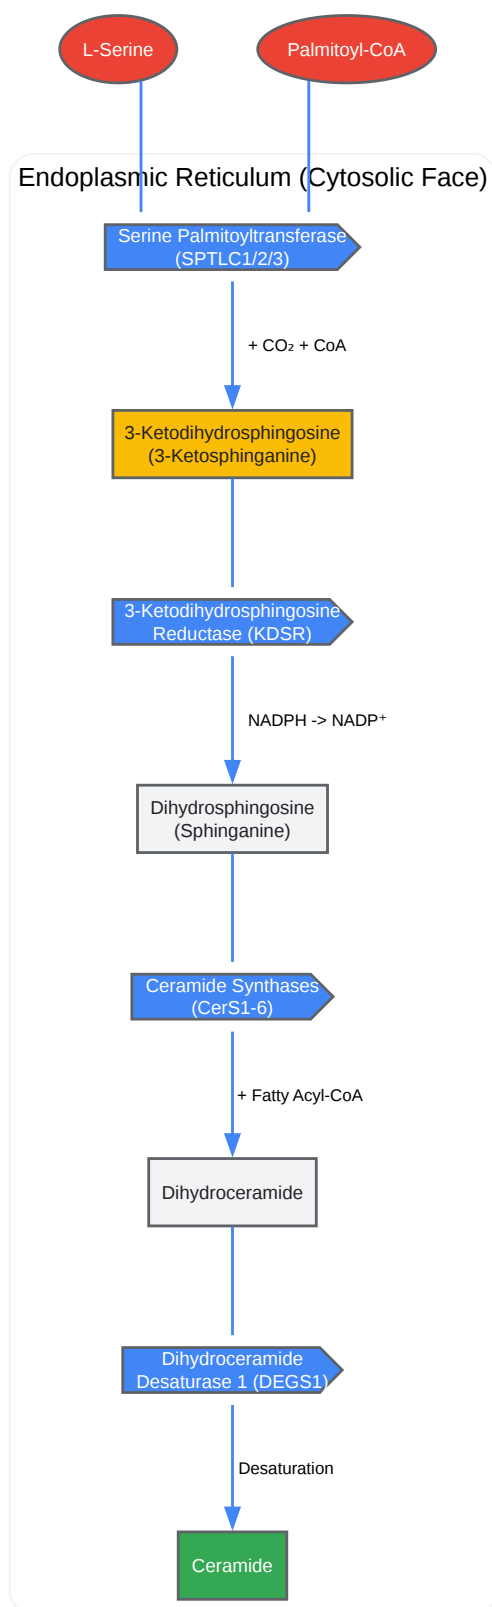 L-Serine
Palmitoyl-CoA
Endoplasmic Reticulum (Cytosolic Face)
Serine Palmitoyltransferase
(SPTLC1/2/3)
+ CO₂ + CoA
3-Ketodihydrosphingosine
(3-Ketosphinganine)
3-Ketodihydrosphingosine
Reductase (KDSR)
NADPH -> NADP⁺
Dihydrosphingosine
(Sphinganine)
Ceramide Synthases
(CerS1-6)
+ Fatty Acyl-CoA
Dihydroceramide
Dihydroceramide
Desaturase 1 (DEGS1)
Desaturation
Ceramide